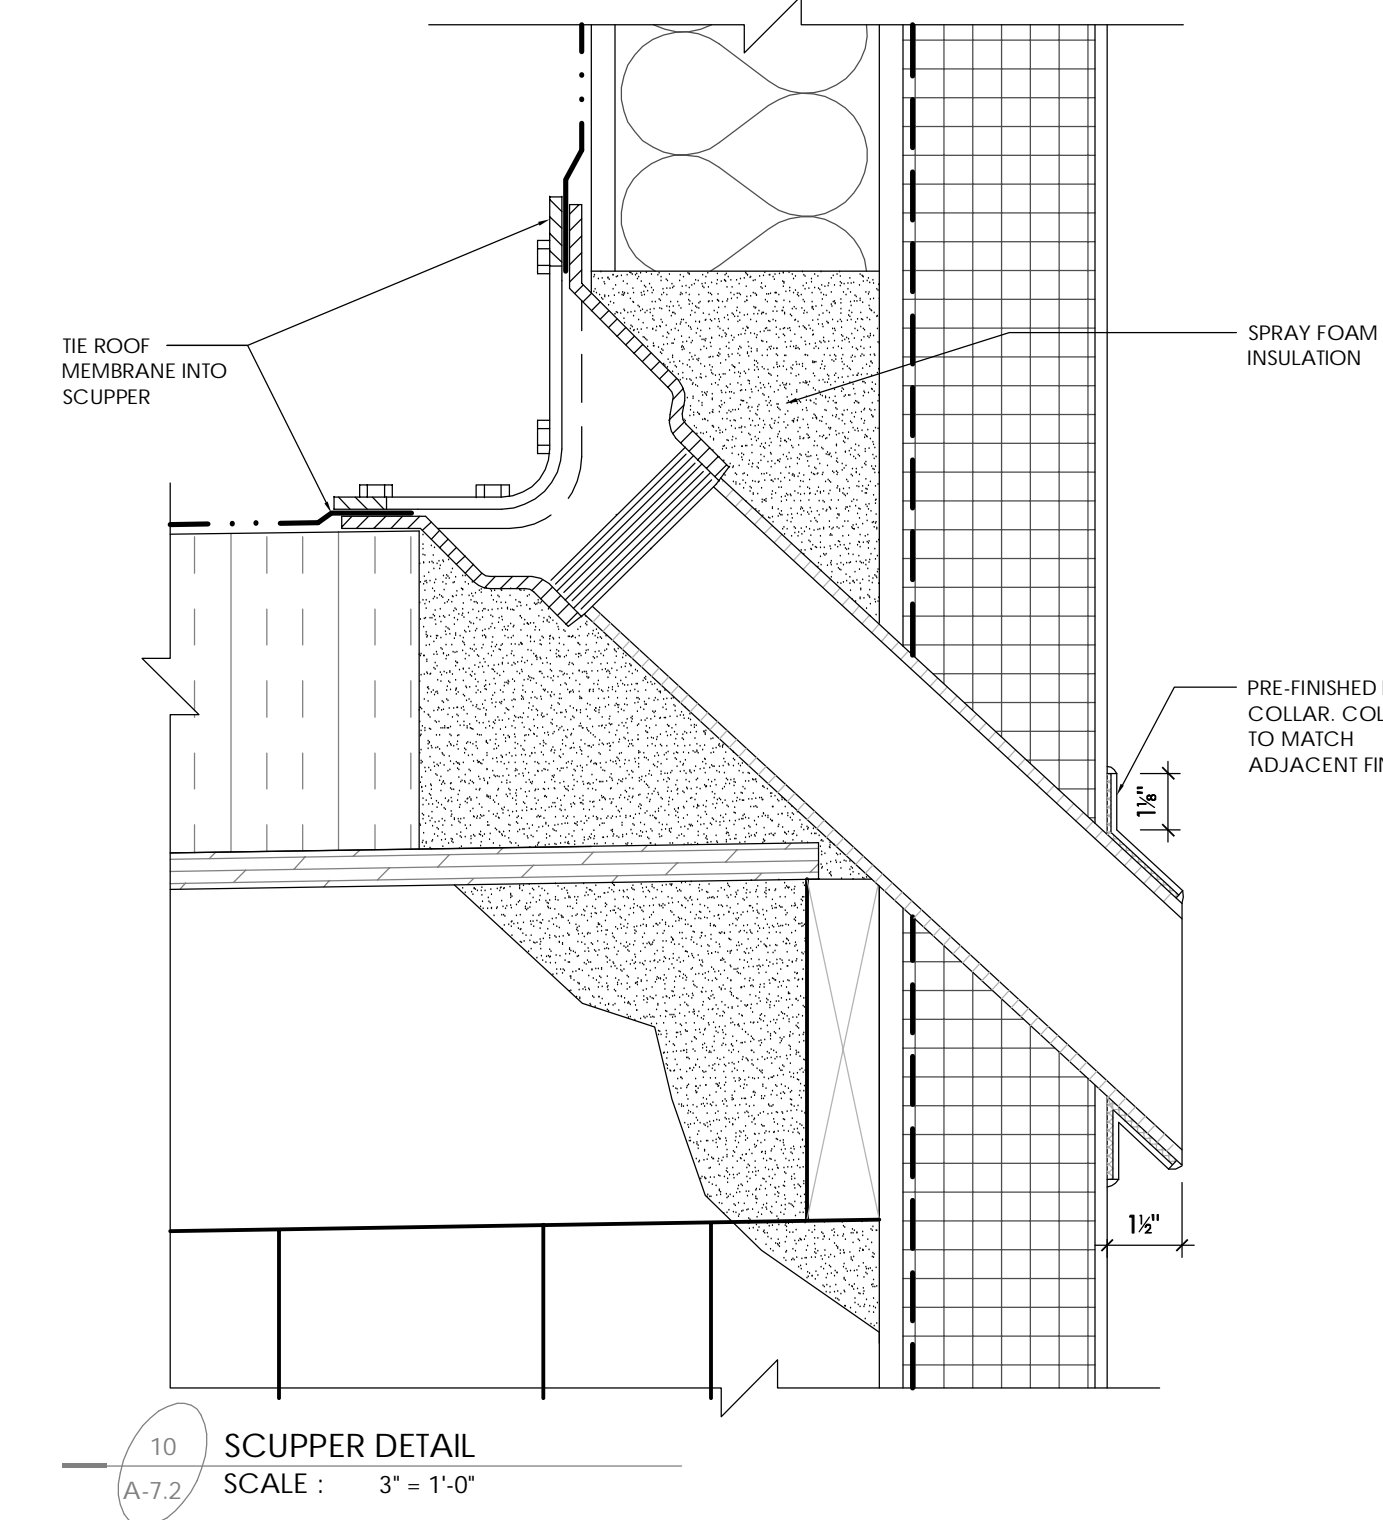 TIE ROOF
MEMBRANE INTO
SCUPPER
SPRAY FOAM
INSULATION
PRE-FINISHED
COLLAR. COL
TO MATCH
ADJACENT FIN
1⅛"
1½"
10
A-7.2
SCUPPER DETAIL
SCALE : 3" = 1'-0"